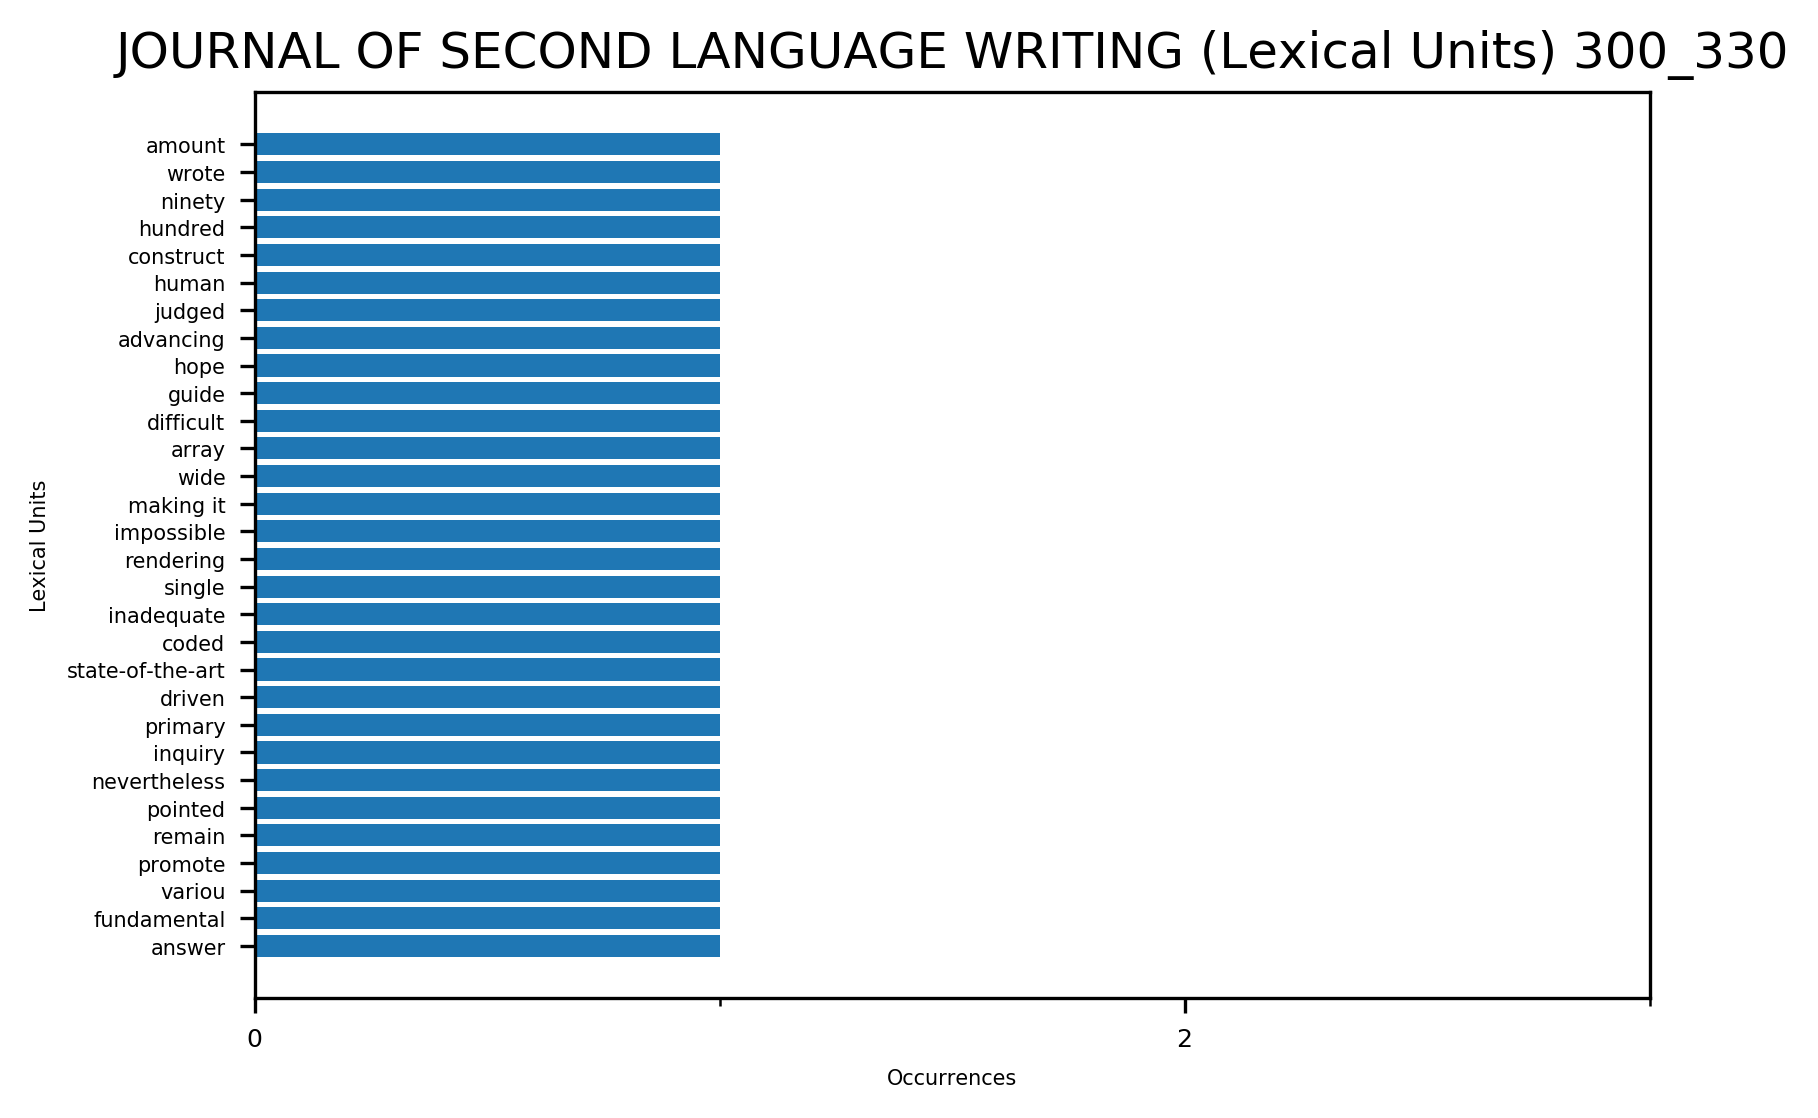 JOURNAL OF SECOND LANGUAGE WRITING (Lexical Units) 300_330
Lexical Units
amount
wrote
ninety
hundred
construct
human
judged
advancing
hope
guide
difficult
array
wide
making it
impossible
rendering
single
inadequate
coded
state-of-the-art
driven
primary
inquiry
nevertheless
pointed
remain
promote
variou
fundamental
answer
0 2
Occurrences